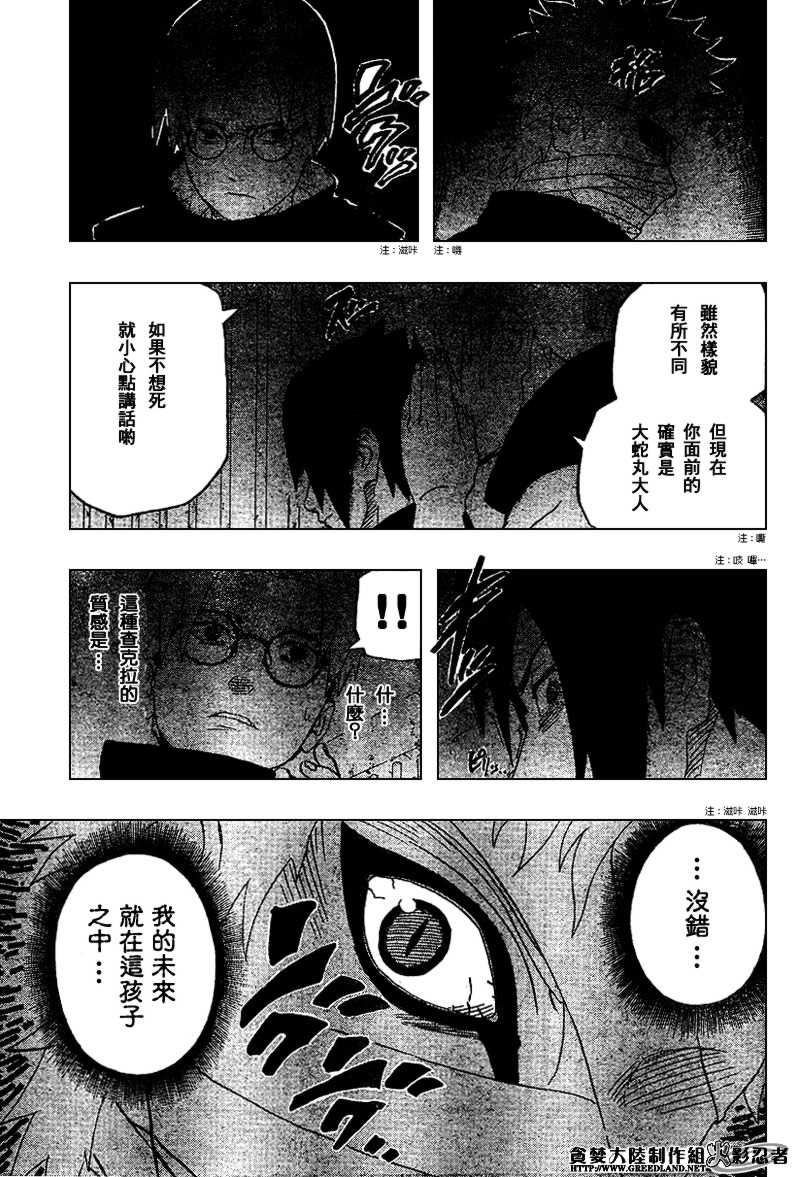 注：嘰
注：滋咔
雖然樣貌
有所不同
但現在
你面前的
確實是
大蛇丸大人
如果不想死
就小心點講話喲
注：嘶
注：啖 嗶…
!!
什…
什麼？
這種查克拉的
質感是…
注：滋咔 滋咔
…沒錯…
我的未來
就在這孩子
之中…
貪婪大陸制作組
火影忍者
HTTP://WWW.GREEDLAND.NET